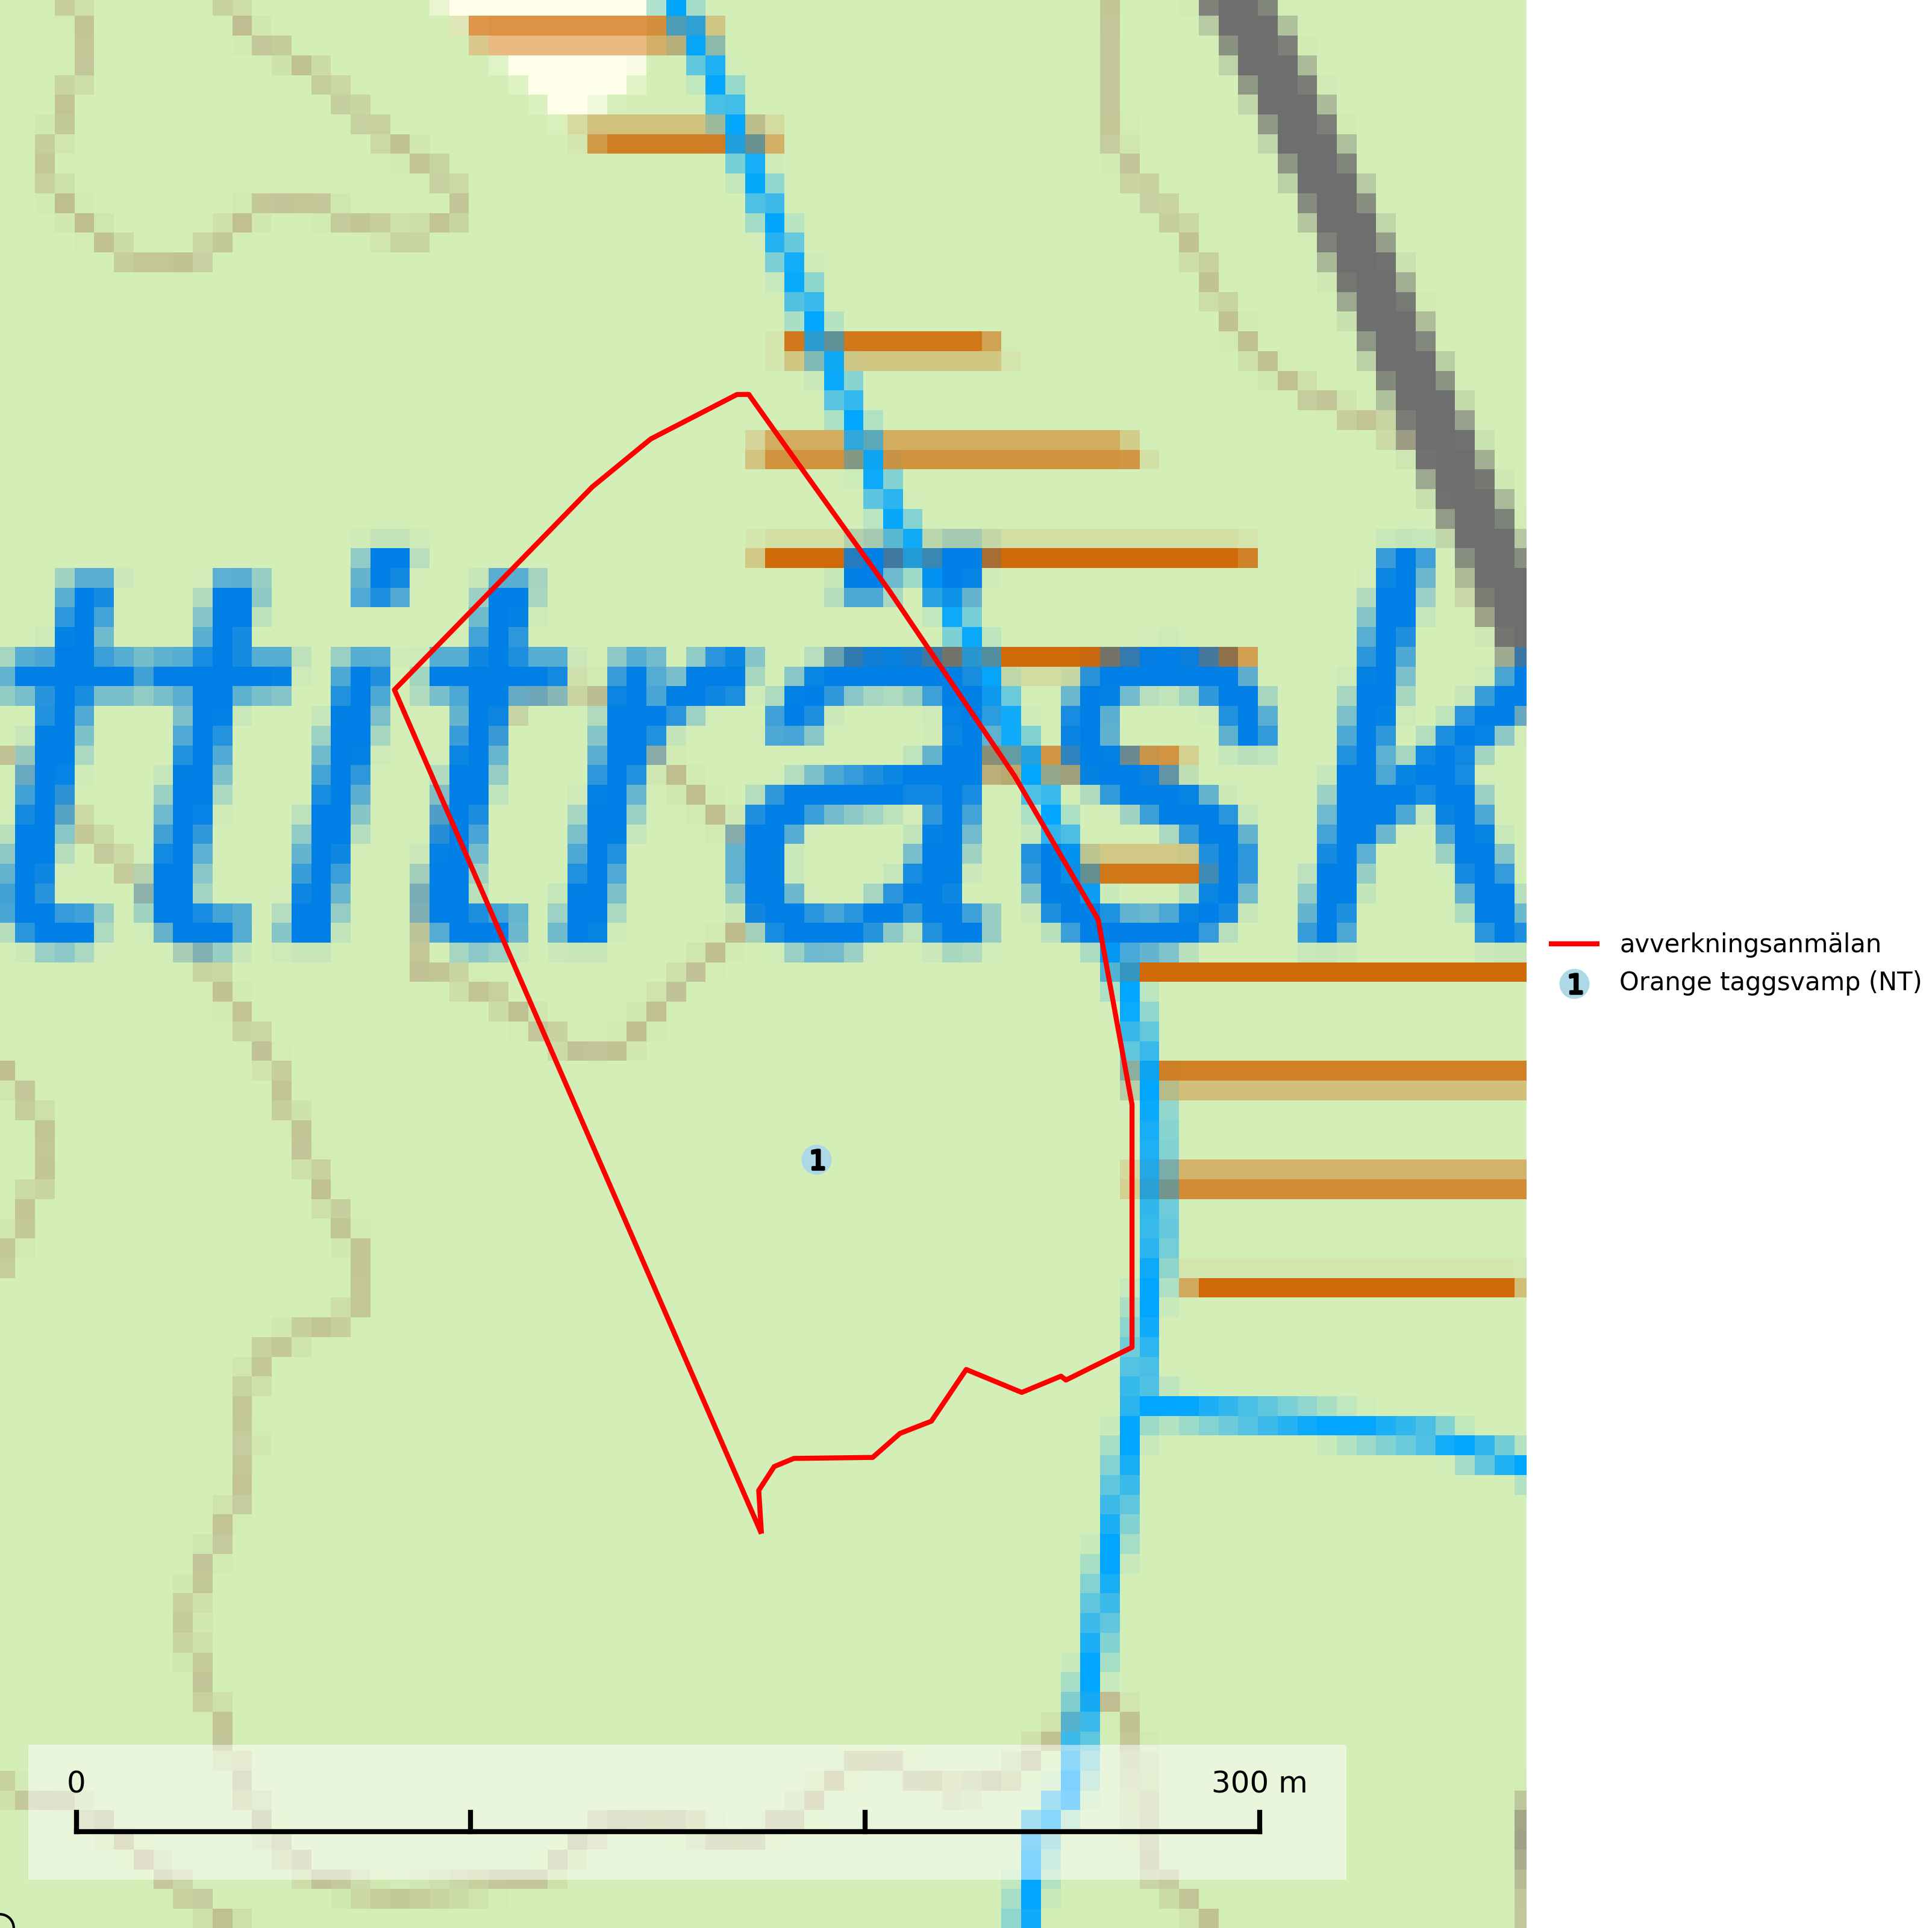 ttiträsk
avverkningsanmälan
1 Orange taggsvamp (NT)
1
0 300 m